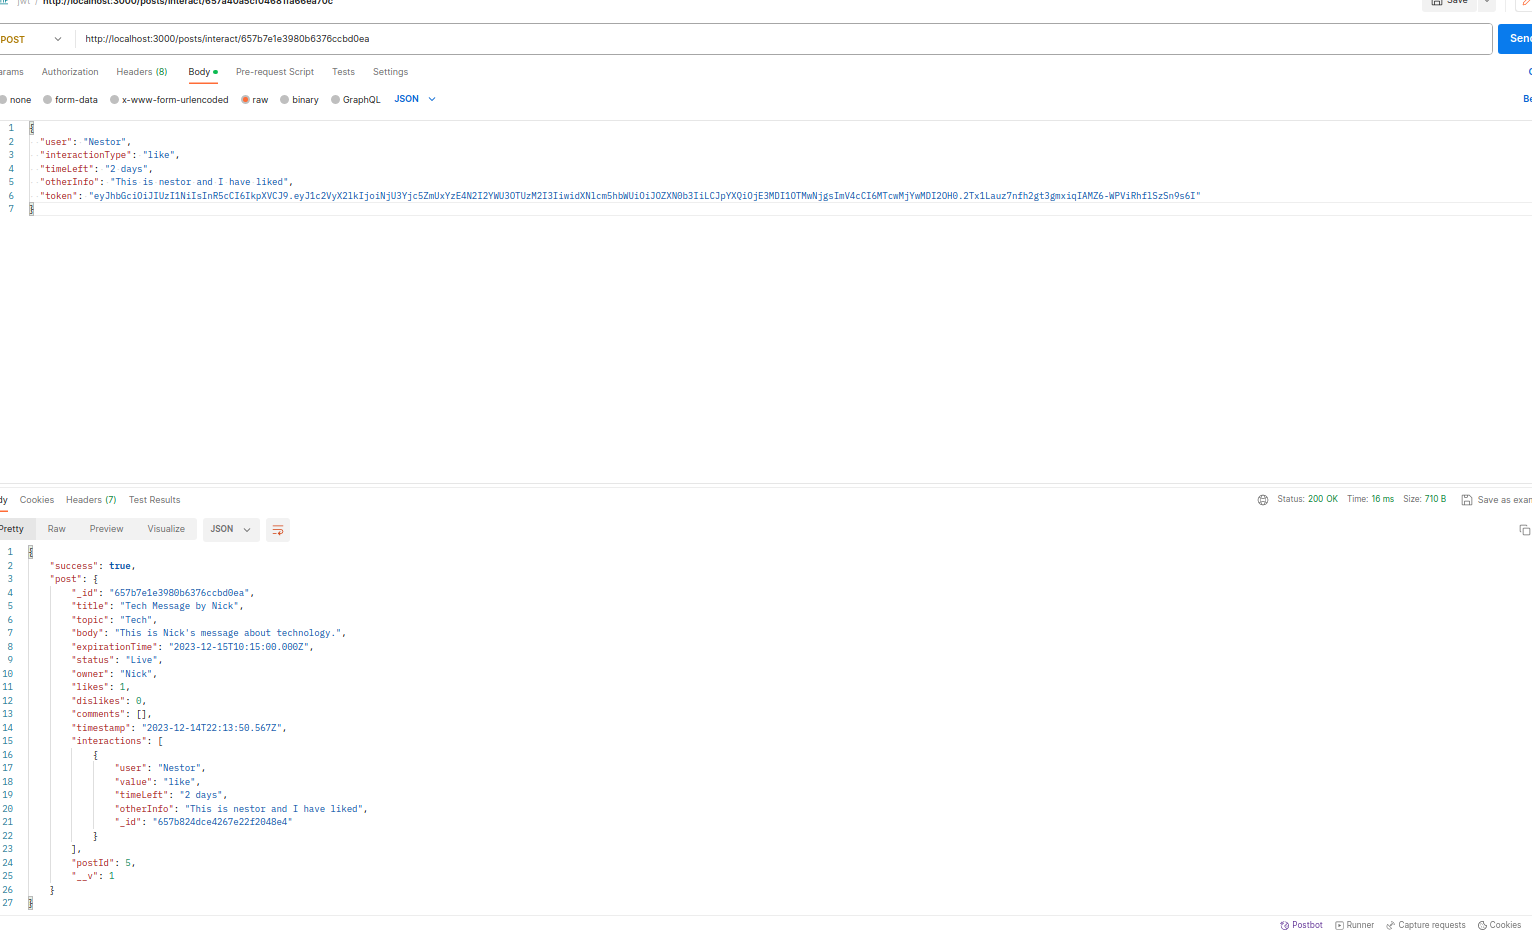 jwt / http://localhost:3000/posts/interact/657a40a5cf04681fa66ea70c
Save
POST http://localhost:3000/posts/interact/657b7e1e3980b6376ccbd0ea Send
arams Authorization Headers (8) Body Pre-request Script Tests Settings
none form-data x-www-form-urlencoded raw binary GraphQL JSON Be
1 {
2 "user": "Nestor",
3 "interactionType": "like",
4 "timeLeft": "2 days",
5 "otherInfo": "This is nestor and I have liked",
6 "token": "eyJhbGciOiJIUzI1NiIsInR5cCI6IkpXVCJ9.eyJ1c2VyX2lkIjoiNjU3Yjc5ZmUxYzE4N2I2YWU3OTUzM2I3IiwidXNlcm5hbWUiOiJOZXN0b3IiLCJpYXQiOjE3MDI1OTMwNjgsImV4cCI6MTcwMjYwMDI2OH0.2Tx1Lauz7nfh2gt3gmxiqIAMZ6-WPViRhflSzSn9s6I"
7 }
dy Cookies Headers (7) Test Results Status: 200 OK Time: 16 ms Size: 710 B Save as exam
Pretty Raw Preview Visualize JSON
1 {
2 "success": true,
3 "post": {
4 "_id": "657b7e1e3980b6376ccbd0ea",
5 "title": "Tech Message by Nick",
6 "topic": "Tech",
7 "body": "This is Nick's message about technology.",
8 "expirationTime": "2023-12-15T10:15:00.000Z",
9 "status": "Live",
10 "owner": "Nick",
11 "likes": 1,
12 "dislikes": 0,
13 "comments": [],
14 "timestamp": "2023-12-14T22:13:50.567Z",
15 "interactions": [
16 {
17 "user": "Nestor",
18 "value": "like",
19 "timeLeft": "2 days",
20 "otherInfo": "This is nestor and I have liked",
21 "_id": "657b824dce4267e22f2048e4"
22 }
23 ],
24 "postId": 5,
25 "__v": 1
26 }
27 }
Postbot Runner Capture requests Cookies